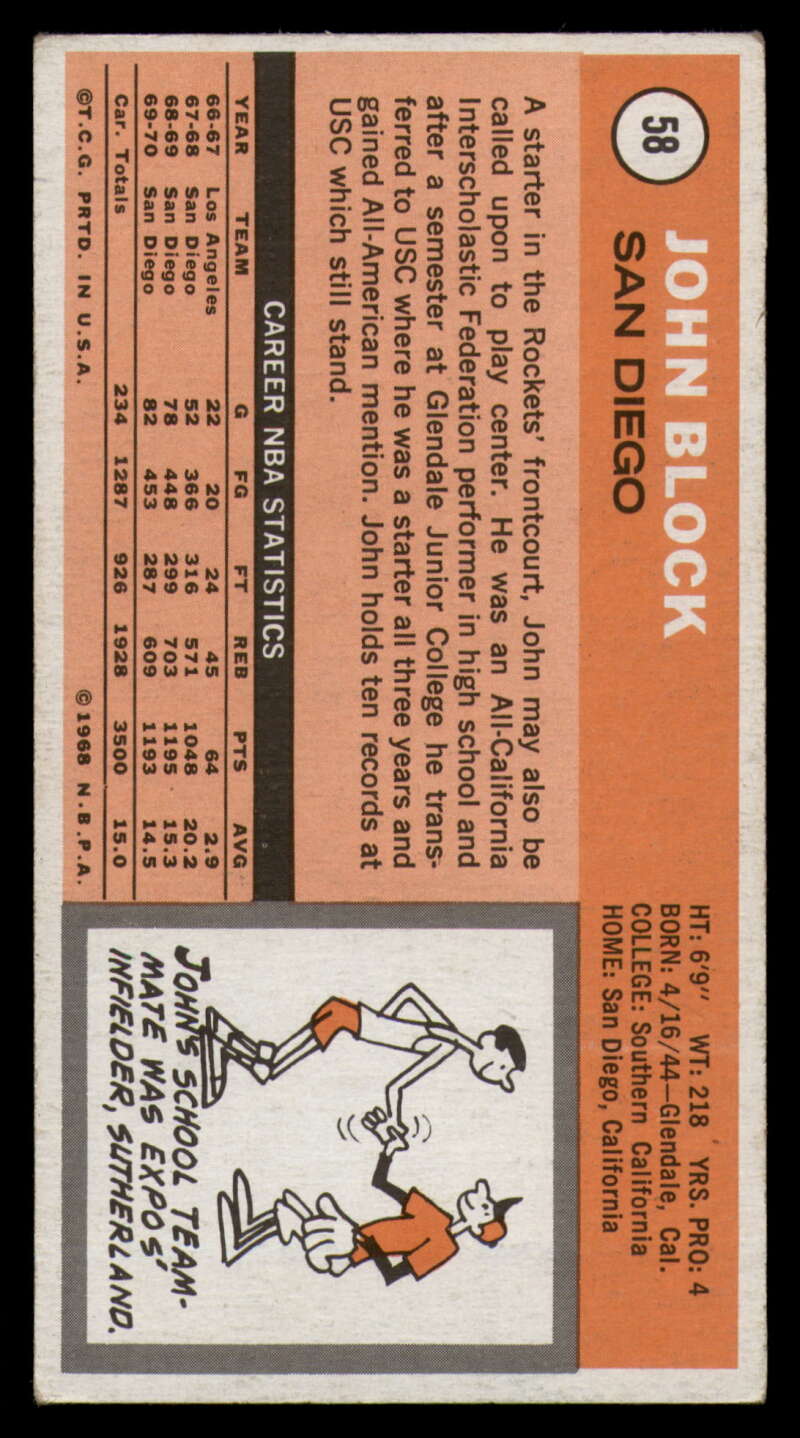 58
JOHN BLOCK
SAN DIEGO
HT: 6'9" WT: 218 YRS. PRO: 4
BORN: 4/16/44—Glendale, Cal.
COLLEGE: Southern California
HOME: San Diego, California
A starter in the Rockets' frontcourt, John may also be
called upon to play center. He was an All-California
Interscholastic Federation performer in high school and
after a semester at Glendale Junior College he trans-
ferred to USC where he was a starter all three years and
gained All-American mention. John holds ten records at
USC which still stand.
CAREER NBA STATISTICS
YEAR TEAM G FG FT REB PTS AVG
66-67 Los Angeles 22 20 24 45 64 2.9
67-68 San Diego 52 366 316 571 1048 20.2
68-69 San Diego 78 448 299 703 1195 15.3
69-70 San Diego 82 453 287 609 1193 14.5
Car. Totals 234 1287 926 1928 3500 15.0
©T.C.G. PRTD. IN U.S.A. ©1968 N.B.P.A.
JOHN'S SCHOOL TEAM-
MATE WAS EXPOS'
INFIELDER, SUTHERLAND.